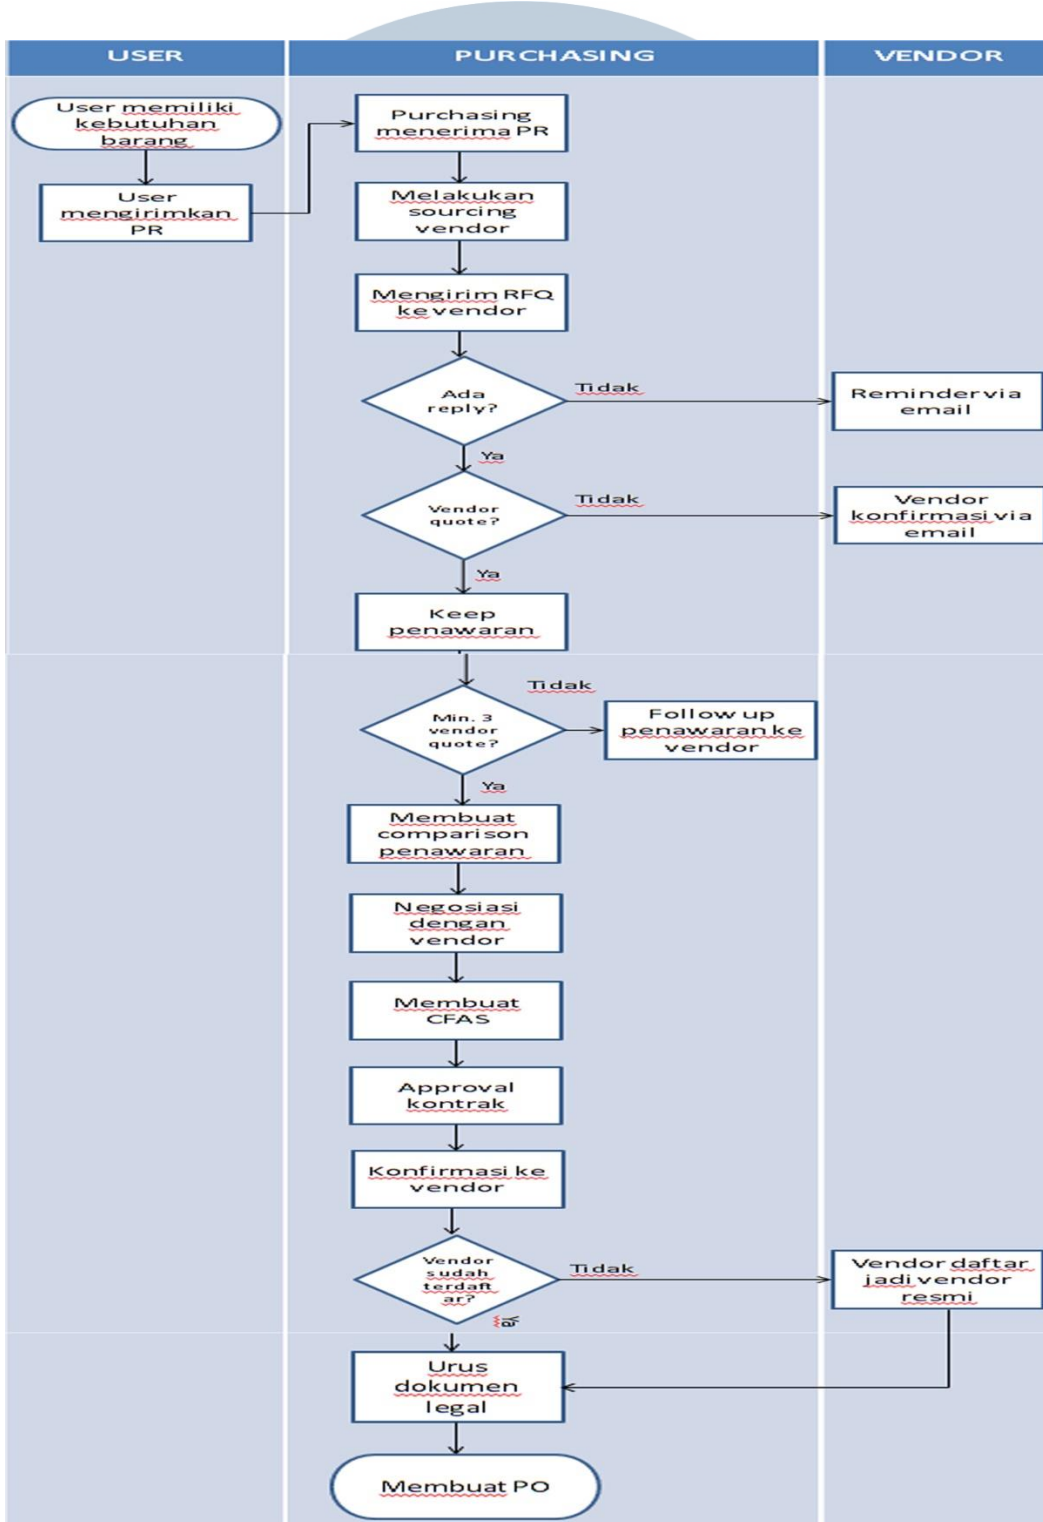 USER
PURCHASING
VENDOR
User memiliki
kebutuhan
barang
User
mengirimkan
PR
Purchasing
menerima PR
Melakukan
sourcing
vendor
Mengirim RFQ
ke vendor
Ada
reply?
Tidak
Reminder via
email
Ya
Vendor
quote?
Tidak
Vendor
konfirmasi via
email
Ya
Keep
penawaran
Min. 3
vendor
quote?
Tidak
Follow up
penawaran ke
vendor
Ya
Membuat
comparison
penawaran
Negosiasi
dengan
vendor
Membuat
CFAS
Approval
kontrak
Konfirmasi ke
vendor
Vendor
sudah
terdaft
ar?
Tidak
Vendor daftar
jadi vendor
resmi
Ya
Urus
dokumen
legal
Membuat PO